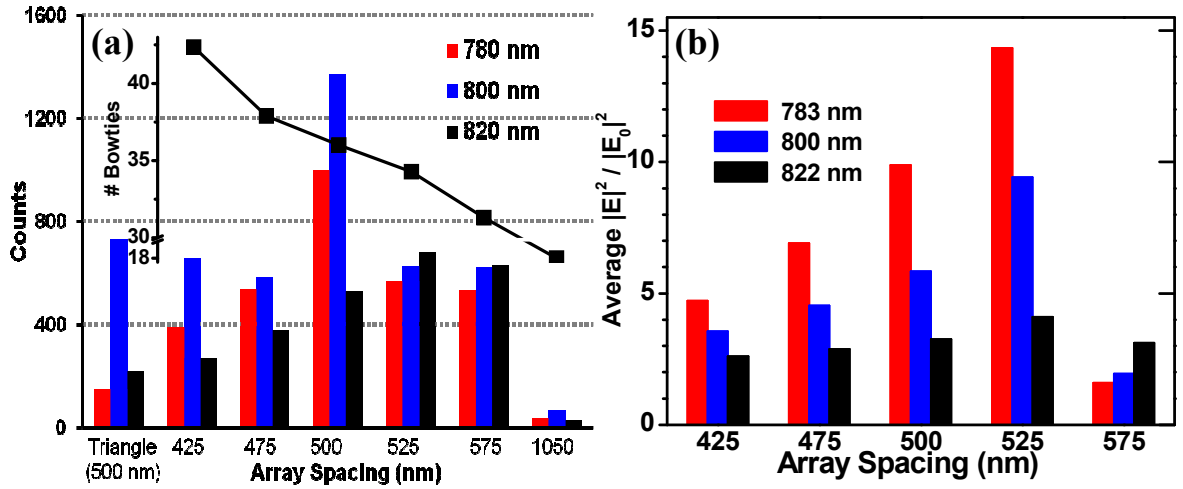 (a)
1600
1200
800
400
0
Counts
40
35
30
18
# Bowties
780 nm
800 nm
820 nm
Triangle (500 nm)
425
475
500
525
575
1050
Array Spacing (nm)
(b)
15
10
5
0
Average |E|² / |E₀|²
783 nm
800 nm
822 nm
425
475
500
525
575
Array Spacing (nm)